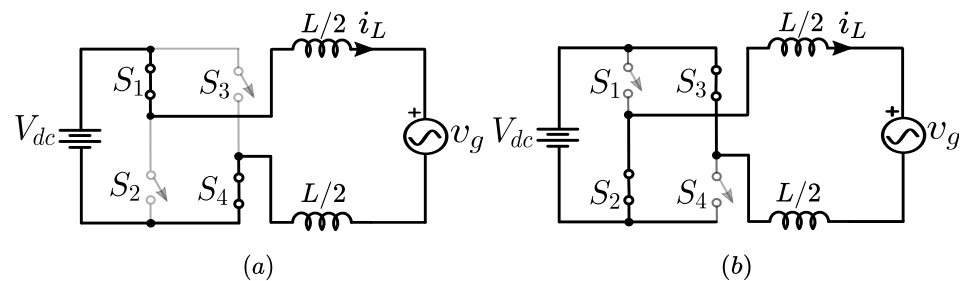 L/2 i_L
S_1 S_3
V_dc + v_g
S_2 S_4
L/2
(a)
L/2 i_L
S_1 S_3
V_dc + v_g
S_2 S_4
L/2
(b)